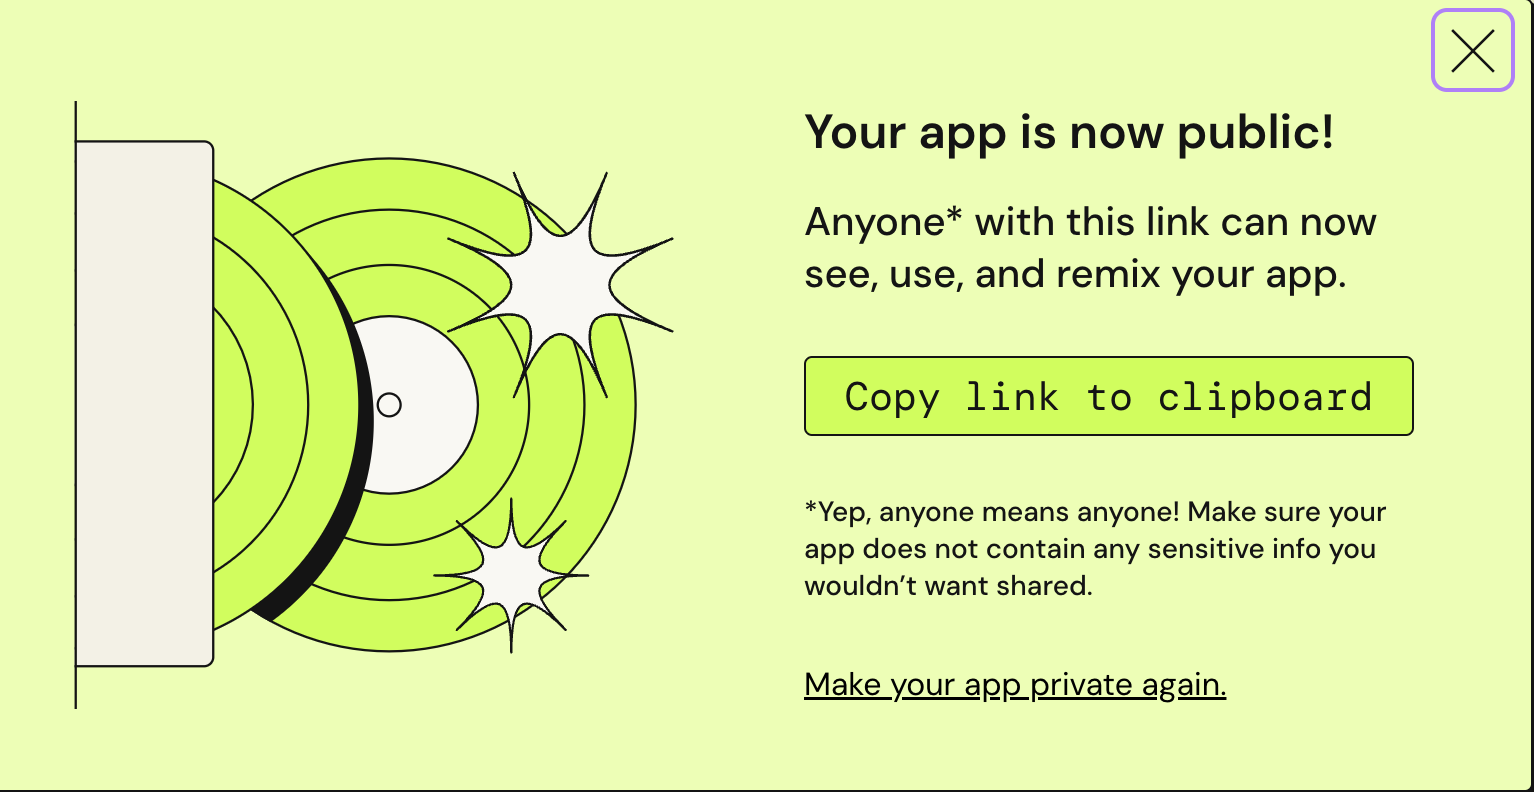 Your app is now public!
Anyone* with this link can now
see, use, and remix your app.
Copy link to clipboard
*Yep, anyone means anyone! Make sure your
app does not contain any sensitive info you
wouldn’t want shared.
Make your app private again.